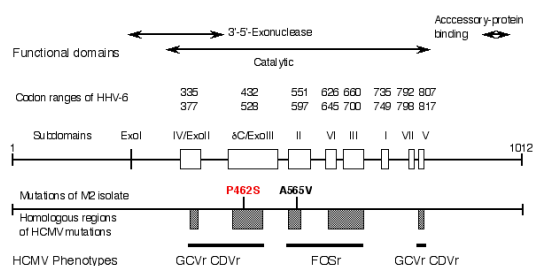 Acccessory-protein
binding
3'-5'-Exonuclease
Functional domains
Catalytic
Codon ranges of HHV-6
335 432 551 626 660 735 792 807
377 528 597 645 700 749 798 817
Subdomains ExoI IV/ExoII δC/ExoIII II VI III I VII V
1 1012
Mutations of M2 isolate P462S A565V
Homologous regions
of HCMV mutations
HCMV Phenotypes GCVr CDVr FOSr GCVr CDVr